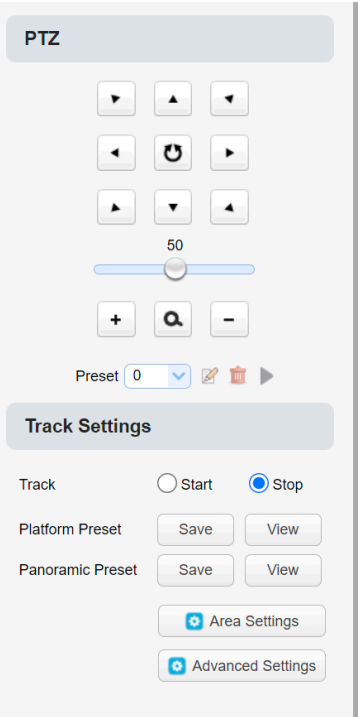 PTZ
50
+ −
Preset 0
Track Settings
Track Start Stop
Platform Preset Save View
Panoramic Preset Save View
Area Settings
Advanced Settings